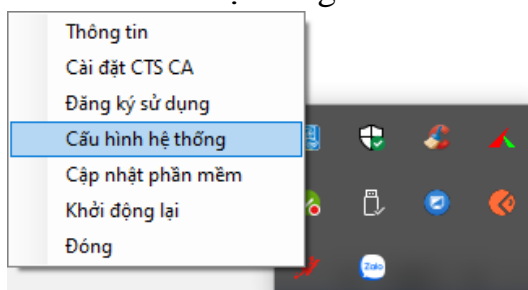 Thông tin
Cài đặt CTS CA
Đăng ký sử dụng
Cấu hình hệ thống
Cập nhật phần mềm
Khởi động lại
Đóng
Zalo